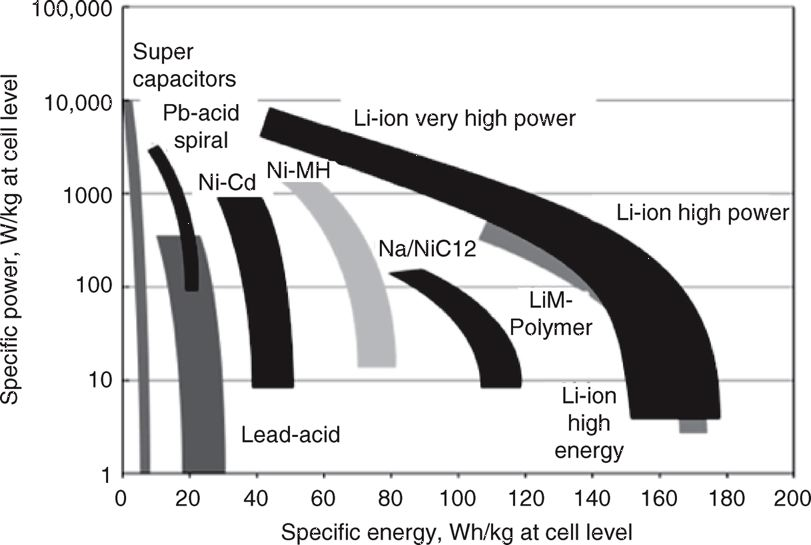 100,000
10,000
1000
100
10
1
Specific power, W/kg at cell level
Super
capacitors
Pb-acid
spiral
Ni-Cd
Ni-MH
Li-ion very high power
Li-ion high power
Na/NiC12
LiM-
Polymer
Li-ion
high
energy
Lead-acid
0 20 40 60 80 100 120 140 160 180 200
Specific energy, Wh/kg at cell level